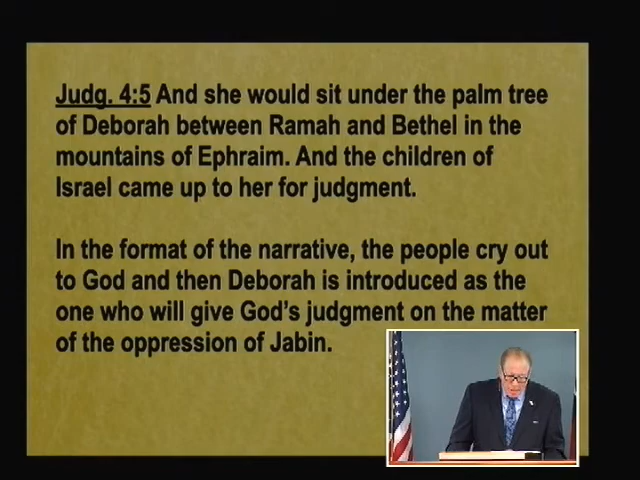 Judg. 4:5 And she would sit under the palm tree
of Deborah between Ramah and Bethel in the
mountains of Ephraim. And the children of
Israel came up to her for judgment.
In the format of the narrative, the people cry out
to God and then Deborah is introduced as the
one who will give God's judgment on the matter
of the oppression of Jabin.